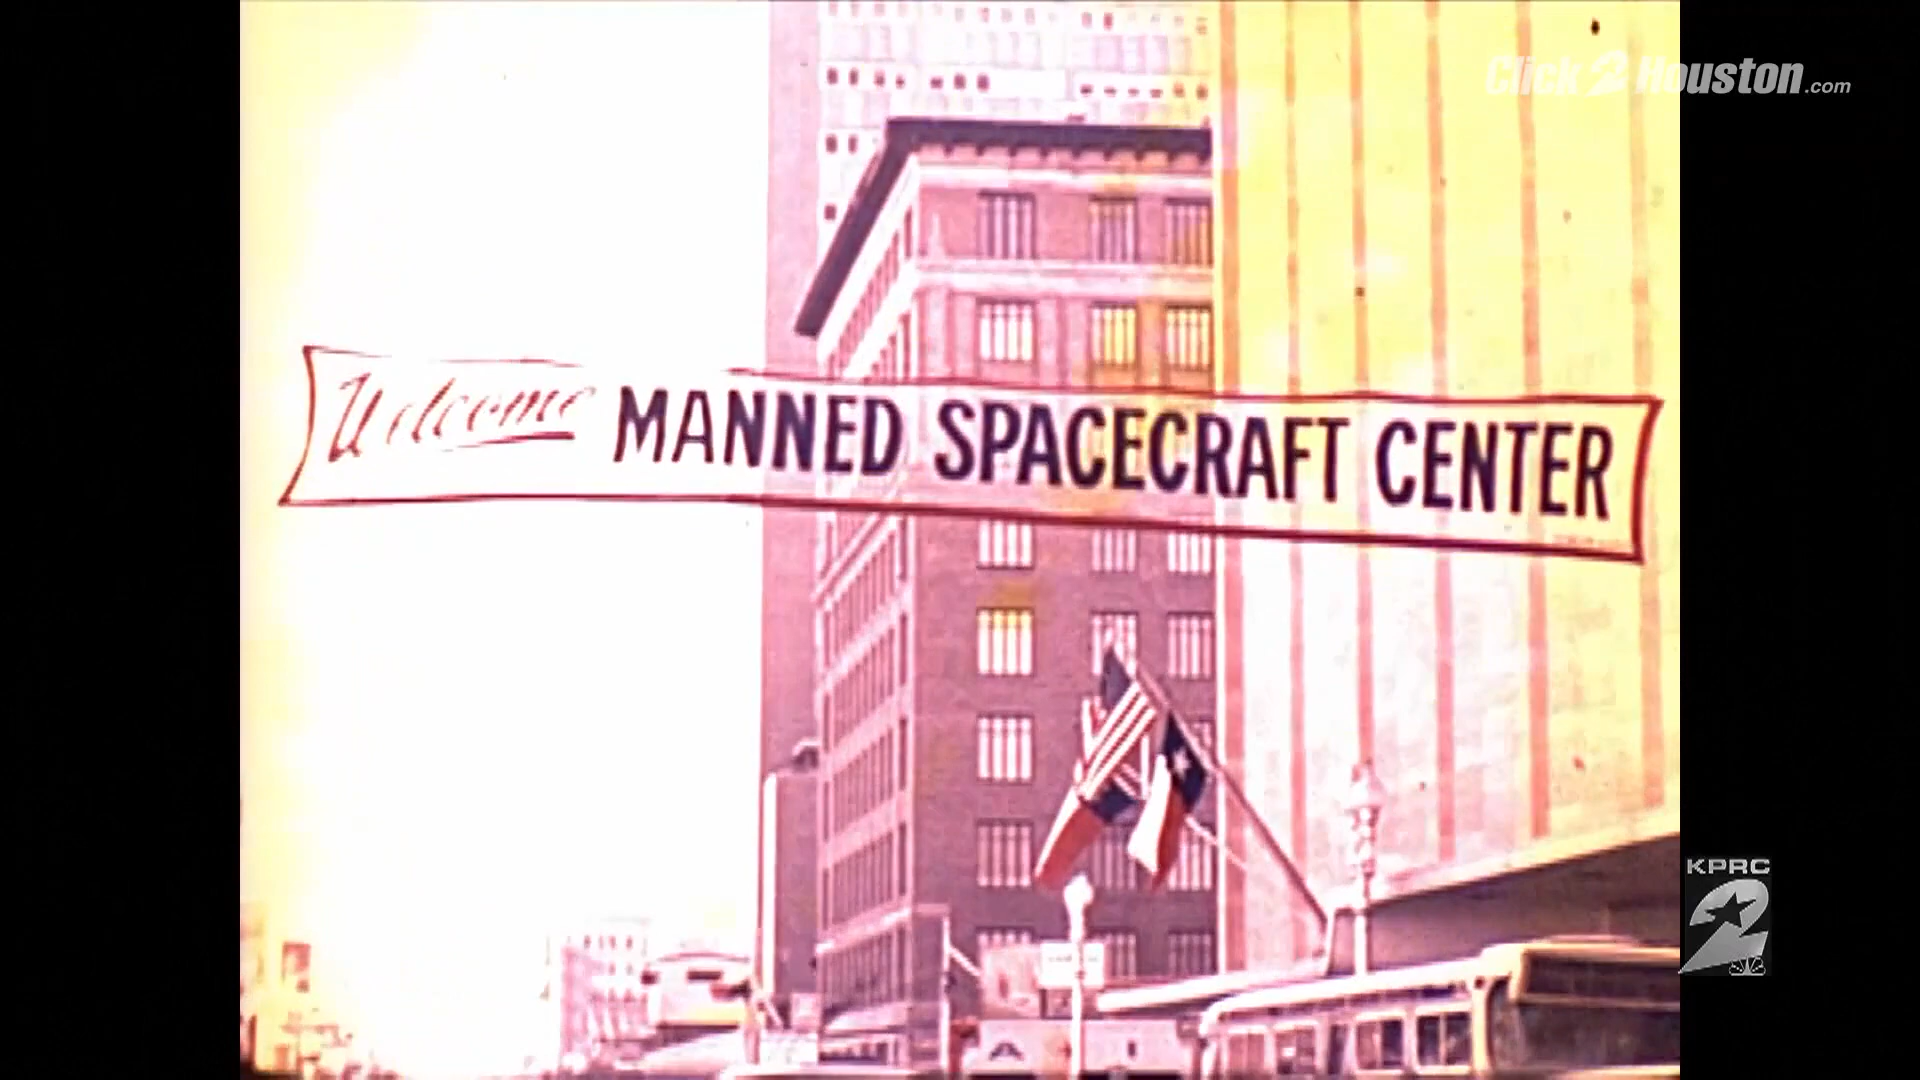 Click2Houston.com
Welcome MANNED SPACECRAFT CENTER
KPRC
2